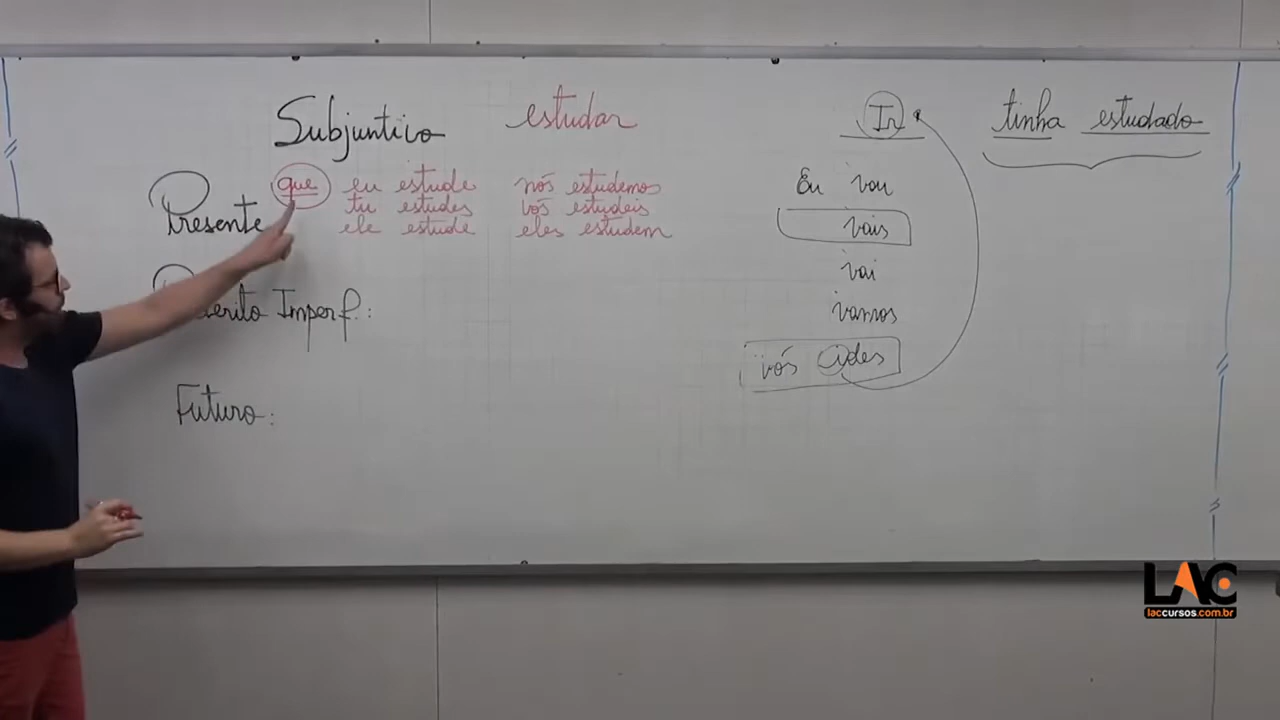 Subjuntivo estudar
Presente que eu estude nós estudemos
tu estudes vós estudeis
ele estude eles estudem
Imperf.:
Futuro:
Ir
Eu vou
vais
vai
vamos
vós ides
tinha estudado
LAC
laccursos.com.br